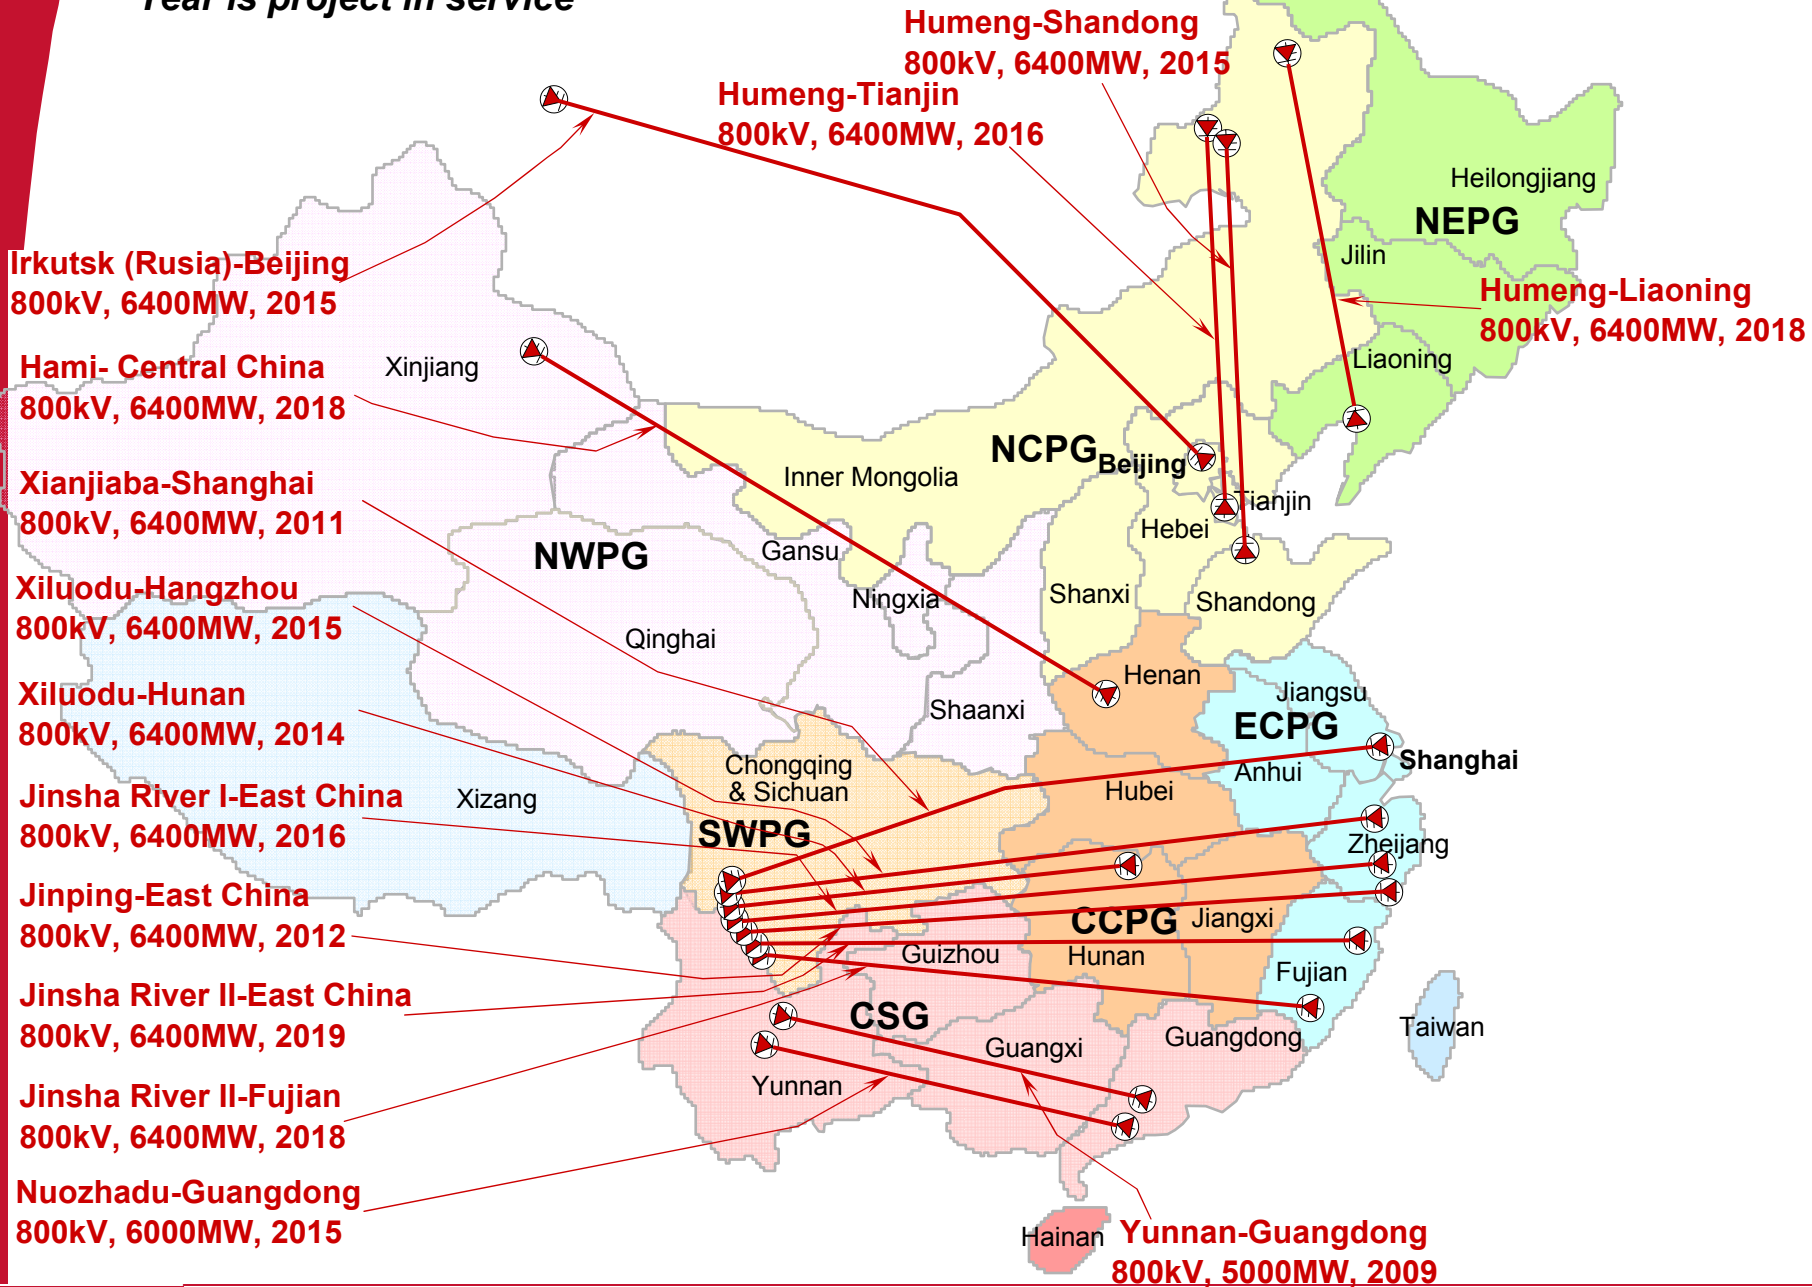 Year is project in service
Humeng-Shandong
800kV, 6400MW, 2015
Humeng-Tianjin
800kV, 6400MW, 2016
Heilongjiang
NEPG
Jilin
Irkutsk (Rusia)-Beijing
800kV, 6400MW, 2015
Humeng-Liaoning
800kV, 6400MW, 2018
Liaoning
Hami- Central China
800kV, 6400MW, 2018
Xinjiang
NCPG
Beijing
Inner Mongolia
Tianjin
Hebei
Xianjiaba-Shanghai
800kV, 6400MW, 2011
NWPG
Gansu
Ningxia
Shanxi
Shandong
Xiluodu-Hangzhou
800kV, 6400MW, 2015
Qinghai
Henan
Jiangsu
Shaanxi
ECPG
Xiluodu-Hunan
800kV, 6400MW, 2014
Shanghai
Chongqing
& Sichuan
Anhui
Hubei
Xizang
Jinsha River I-East China
800kV, 6400MW, 2016
SWPG
Zheijang
Jinping-East China
800kV, 6400MW, 2012
CCPG
Jiangxi
Guizhou
Hunan
Fujian
Jinsha River II-East China
800kV, 6400MW, 2019
CSG
Taiwan
Guangxi
Guangdong
Yunnan
Jinsha River II-Fujian
800kV, 6400MW, 2018
Nuozhadu-Guangdong
800kV, 6000MW, 2015
Hainan
Yunnan-Guangdong
800kV, 5000MW, 2009